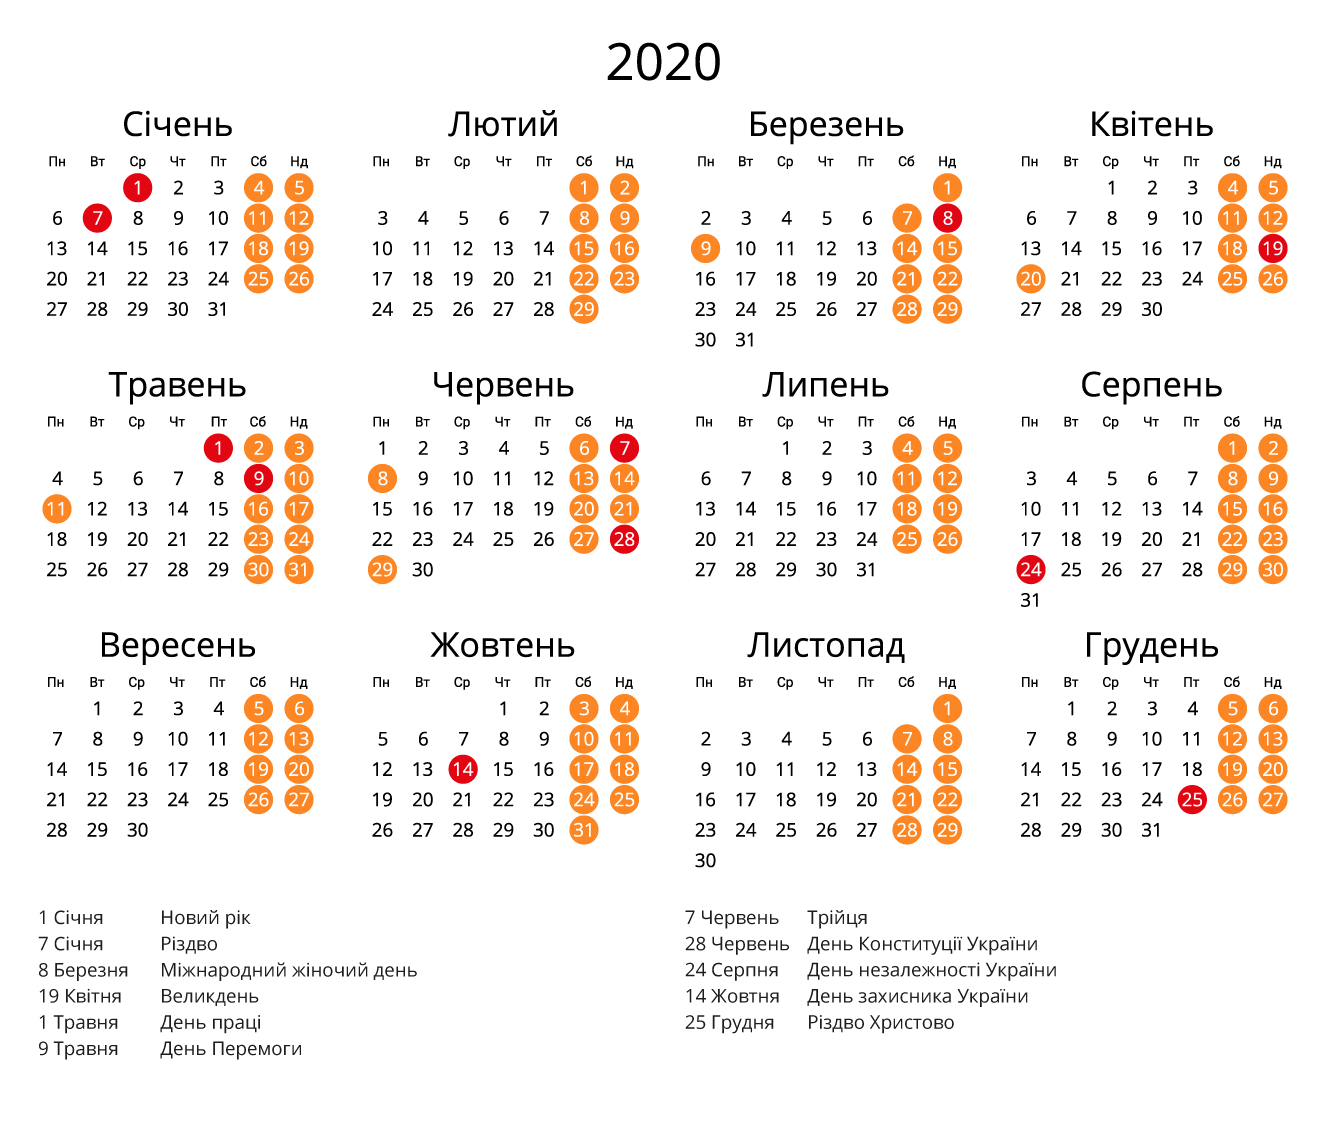 2020
Січень
Пн Вт Ср Чт Пт Сб Нд
1 2 3 4 5
6 7 8 9 10 11 12
13 14 15 16 17 18 19
20 21 22 23 24 25 26
27 28 29 30 31
Лютий
Пн Вт Ср Чт Пт Сб Нд
1 2
3 4 5 6 7 8 9
10 11 12 13 14 15 16
17 18 19 20 21 22 23
24 25 26 27 28 29
Березень
Пн Вт Ср Чт Пт Сб Нд
1
2 3 4 5 6 7 8
9 10 11 12 13 14 15
16 17 18 19 20 21 22
23 24 25 26 27 28 29
30 31
Квітень
Пн Вт Ср Чт Пт Сб Нд
1 2 3 4 5
6 7 8 9 10 11 12
13 14 15 16 17 18 19
20 21 22 23 24 25 26
27 28 29 30
Травень
Пн Вт Ср Чт Пт Сб Нд
1 2 3
4 5 6 7 8 9 10
11 12 13 14 15 16 17
18 19 20 21 22 23 24
25 26 27 28 29 30 31
Червень
Пн Вт Ср Чт Пт Сб Нд
1 2 3 4 5 6 7
8 9 10 11 12 13 14
15 16 17 18 19 20 21
22 23 24 25 26 27 28
29 30
Липень
Пн Вт Ср Чт Пт Сб Нд
1 2 3 4 5
6 7 8 9 10 11 12
13 14 15 16 17 18 19
20 21 22 23 24 25 26
27 28 29 30 31
Серпень
Пн Вт Ср Чт Пт Сб Нд
1 2
3 4 5 6 7 8 9
10 11 12 13 14 15 16
17 18 19 20 21 22 23
24 25 26 27 28 29 30
31
Вересень
Пн Вт Ср Чт Пт Сб Нд
1 2 3 4 5 6
7 8 9 10 11 12 13
14 15 16 17 18 19 20
21 22 23 24 25 26 27
28 29 30
Жовтень
Пн Вт Ср Чт Пт Сб Нд
1 2 3 4
5 6 7 8 9 10 11
12 13 14 15 16 17 18
19 20 21 22 23 24 25
26 27 28 29 30 31
Листопад
Пн Вт Ср Чт Пт Сб Нд
1
2 3 4 5 6 7 8
9 10 11 12 13 14 15
16 17 18 19 20 21 22
23 24 25 26 27 28 29
30
Грудень
Пн Вт Ср Чт Пт Сб Нд
1 2 3 4 5 6
7 8 9 10 11 12 13
14 15 16 17 18 19 20
21 22 23 24 25 26 27
28 29 30 31
1 Січня Новий рік
7 Січня Різдво
8 Березня Міжнародний жіночий день
19 Квітня Великдень
1 Травня День праці
9 Травня День Перемоги
7 Червень Трійця
28 Червень День Конституції України
24 Серпня День незалежності України
14 Жовтня День захисника України
25 Грудня Різдво Христово